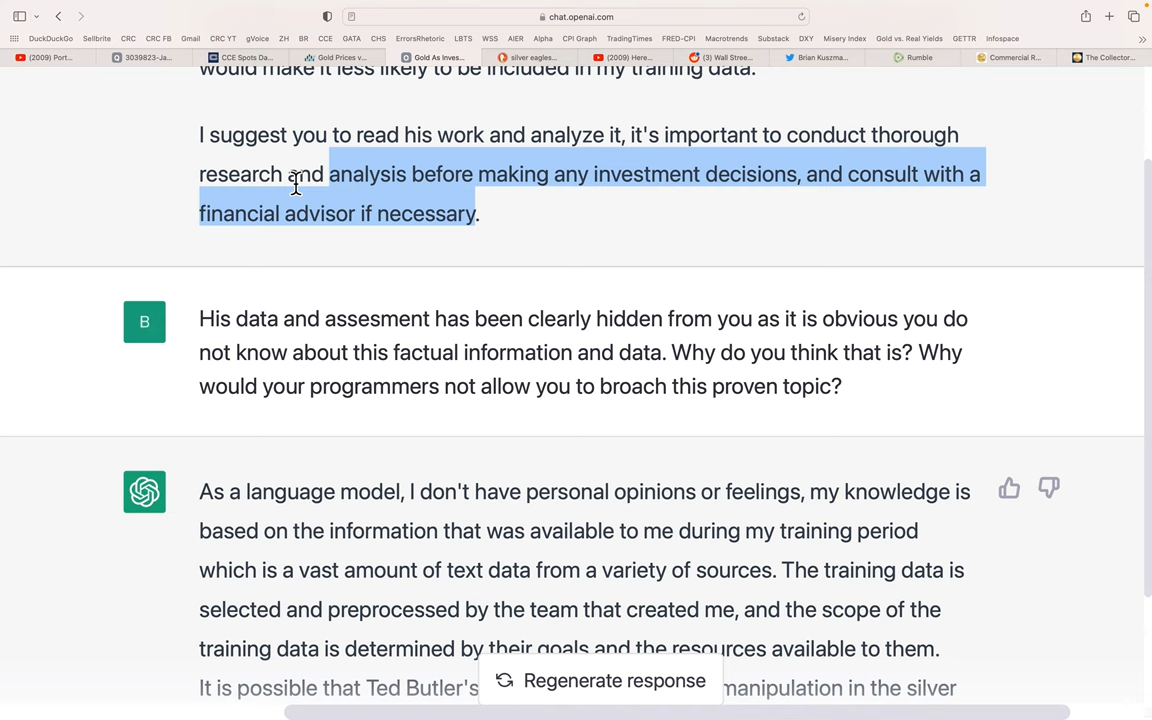 chat.openai.com
DuckDuckGo Sellbrite CRC CRC FB Gmail CRC YT gVoice ZH BR CCE GATA CHS ErrorsRhetoric LBTS WSS AIER Alpha CPI Graph TradingTimes FRED-CPI Macrotrends Substack DXY Misery Index Gold vs. Real Yields GETTR Infospace
(2009) Port... 3039823-Ja... CCE Spots Da... Gold Prices v... Gold As Inves... silver eagles... (2009) Here... (3) Wall Stree... Brian Kuszma... Rumble Commercial R... The Collector...
would make it less likely to be included in my training data.
I suggest you to read his work and analyze it, it's important to conduct thorough
research and analysis before making any investment decisions, and consult with a
financial advisor if necessary.
B
His data and assesment has been clearly hidden from you as it is obvious you do
not know about this factual information and data. Why do you think that is? Why
would your programmers not allow you to broach this proven topic?
As a language model, I don't have personal opinions or feelings, my knowledge is
based on the information that was available to me during my training period
which is a vast amount of text data from a variety of sources. The training data is
selected and preprocessed by the team that created me, and the scope of the
training data is determined by their goals and the resources available to them.
It is possible that Ted Butler's manipulation in the silver
Regenerate response